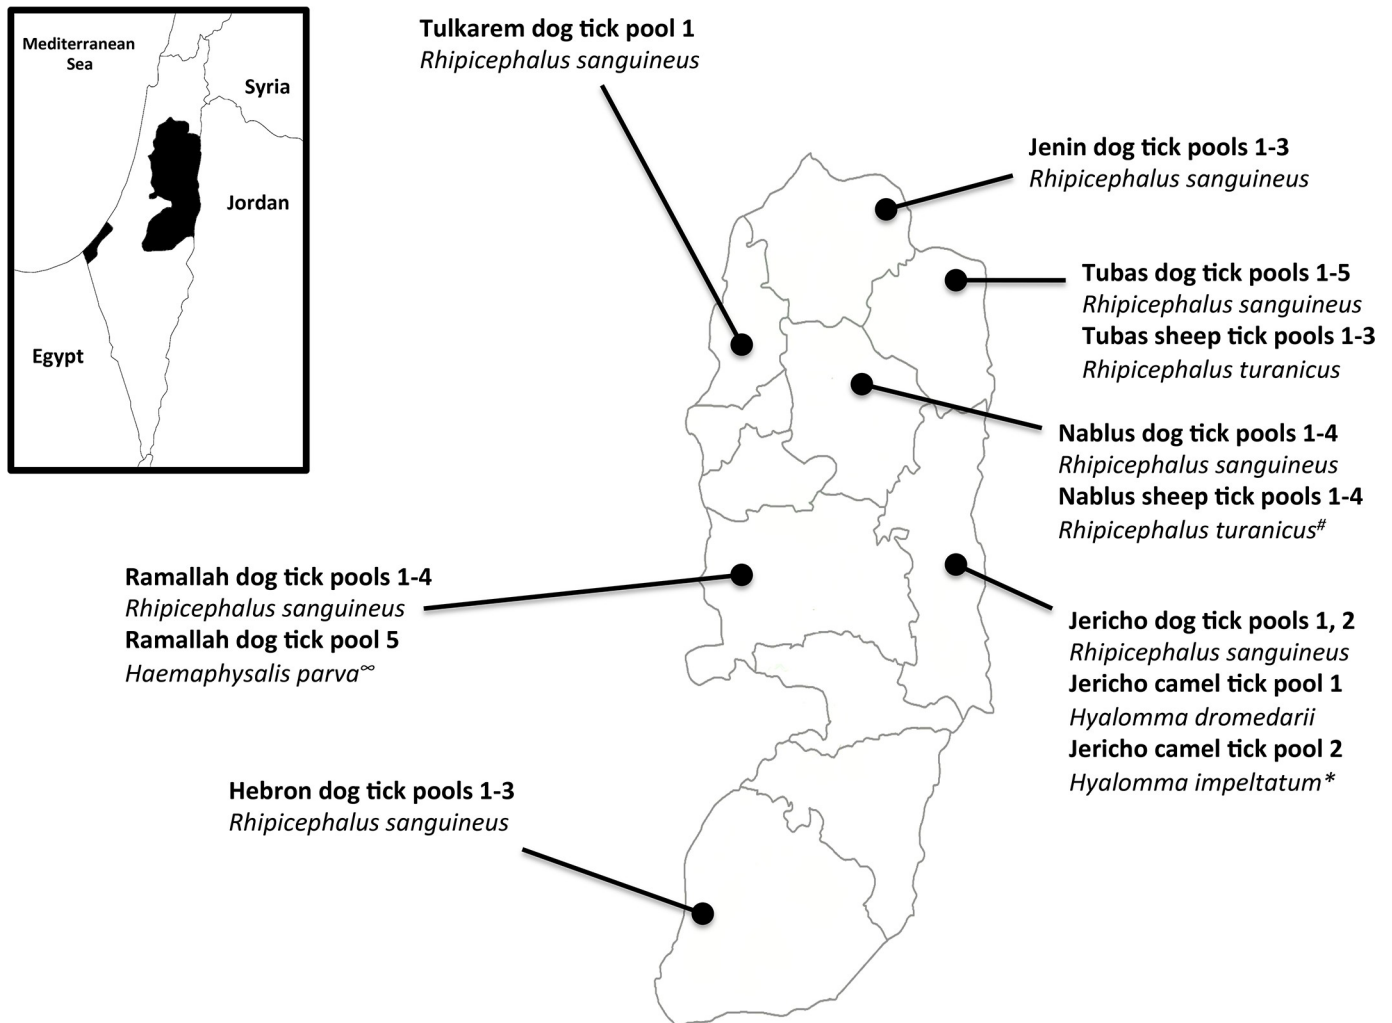 Mediterranean
Sea
Syria
Jordan
Egypt
Tulkarem dog tick pool 1
Rhipicephalus sanguineus
Jenin dog tick pools 1-3
Rhipicephalus sanguineus
Tubas dog tick pools 1-5
Rhipicephalus sanguineus
Tubas sheep tick pools 1-3
Rhipicephalus turanicus
Nablus dog tick pools 1-4
Rhipicephalus sanguineus
Nablus sheep tick pools 1-4
Rhipicephalus turanicus#
Ramallah dog tick pools 1-4
Rhipicephalus sanguineus
Ramallah dog tick pool 5
Haemaphysalis parva∞
Jericho dog tick pools 1, 2
Rhipicephalus sanguineus
Jericho camel tick pool 1
Hyalomma dromedarii
Jericho camel tick pool 2
Hyalomma impeltatum*
Hebron dog tick pools 1-3
Rhipicephalus sanguineus